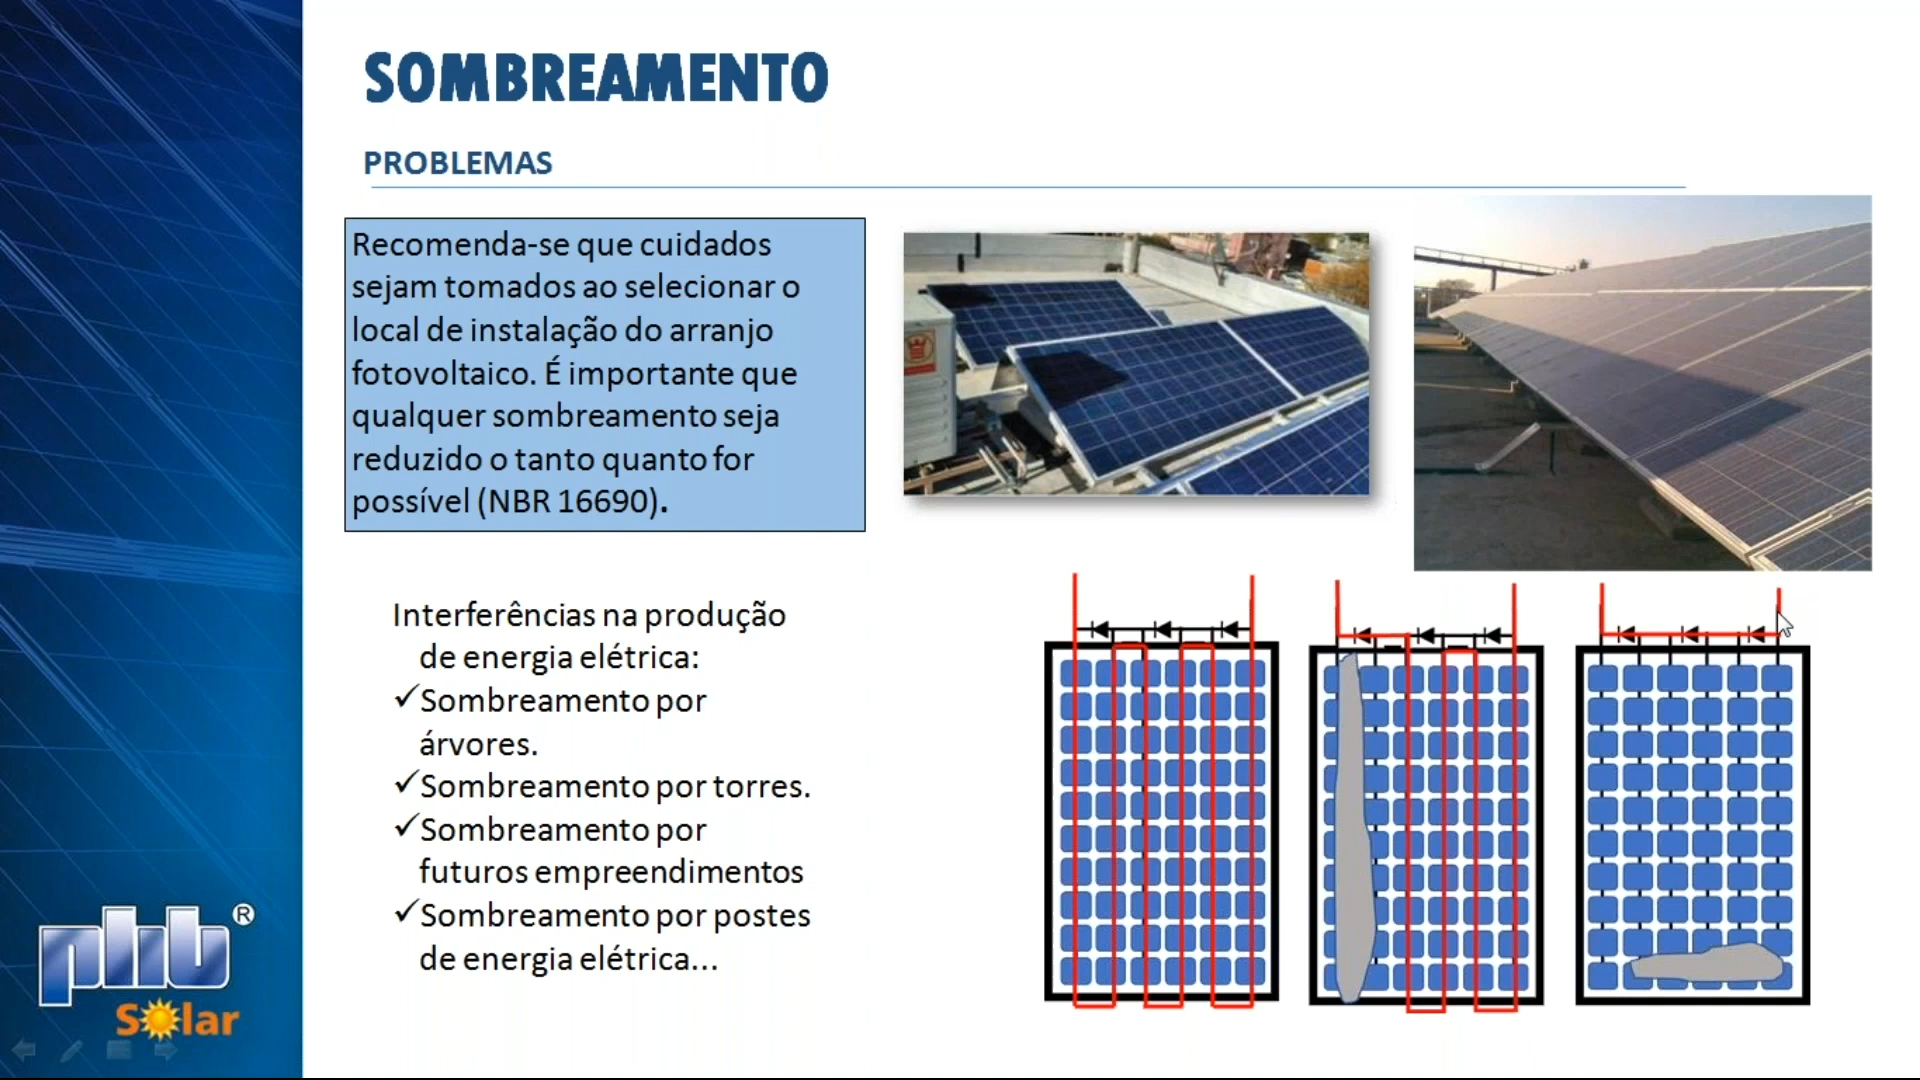 SOMBREAMENTO
PROBLEMAS
Recomenda-se que cuidados
sejam tomados ao selecionar o
local de instalação do arranjo
fotovoltaico. É importante que
qualquer sombreamento seja
reduzido o tanto quanto for
possível (NBR 16690).
Interferências na produção
de energia elétrica:
✓Sombreamento por
árvores.
✓Sombreamento por torres.
✓Sombreamento por
futuros empreendimentos
✓Sombreamento por postes
de energia elétrica...
phb®
Solar